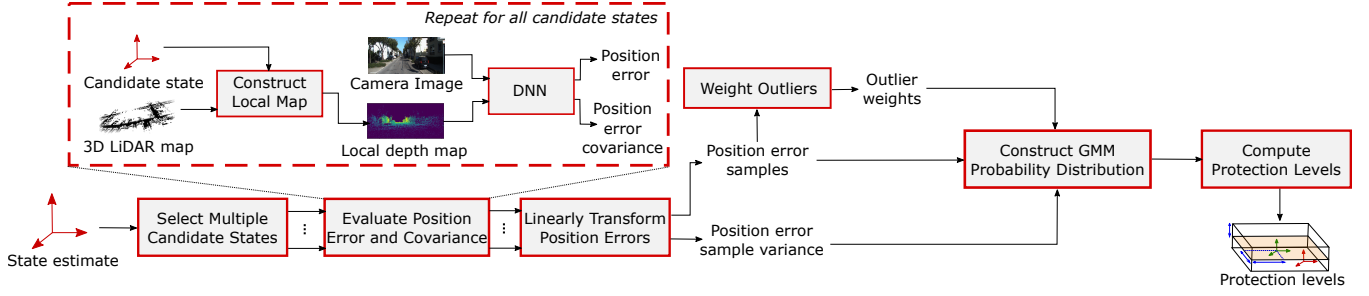 Repeat for all candidate states
Candidate state
3D LiDAR map
Construct
Local Map
Camera Image
Local depth map
DNN
Position
error
Position
error
covariance
State estimate
Select Multiple
Candidate States
Evaluate Position
Error and Covariance
Linearly Transform
Position Errors
Weight Outliers
Outlier
weights
Position error
samples
Position error
sample variance
Construct GMM
Probability Distribution
Compute
Protection Levels
Protection levels